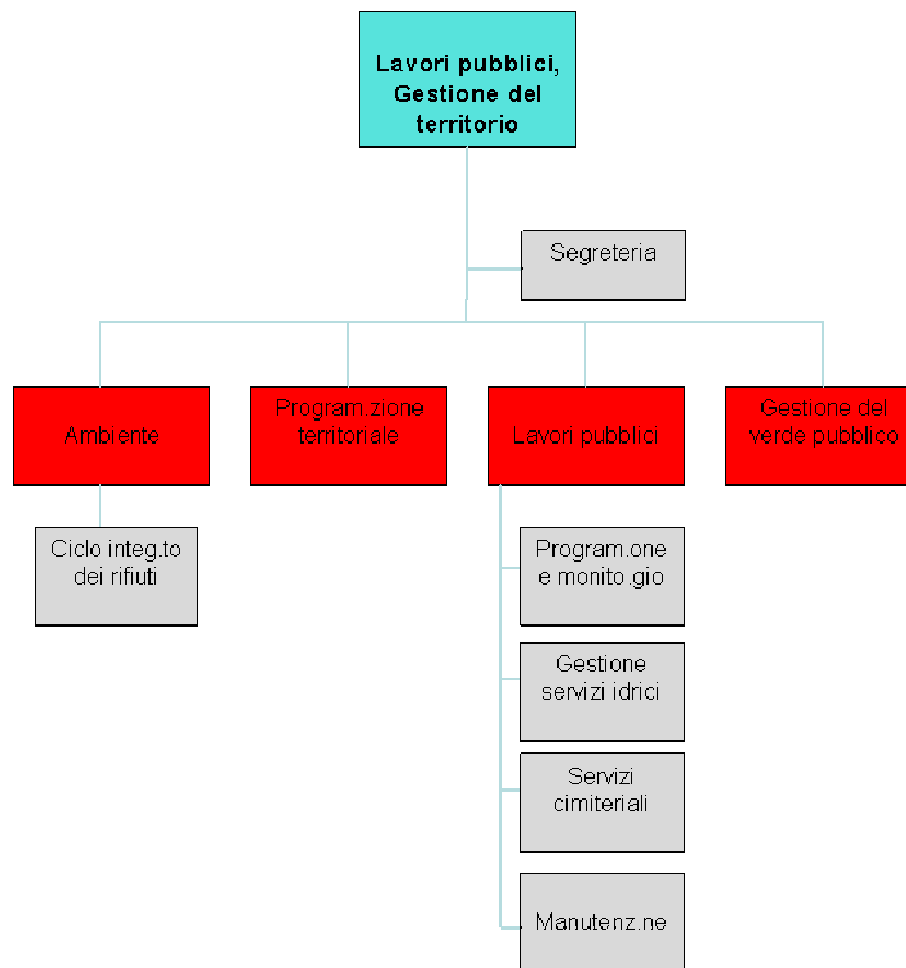 Lavori pubblici,
Gestione del
territorio
Segreteria
Ambiente
Program.zione
territoriale
Lavori pubblici
Gestione del
verde pubblico
Ciclo integ.to
dei rifiuti
Program.one
e monito.gio
Gestione
servizi idrici
Servizi
cimiteriali
Manutenz.ne